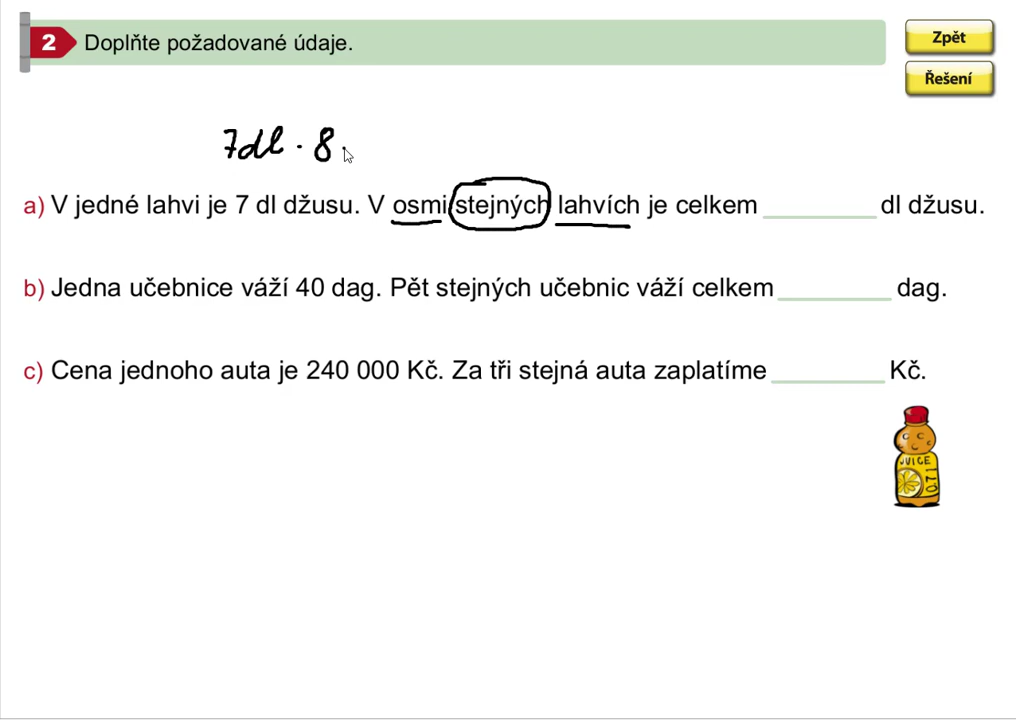 2 Doplňte požadované údaje.
Zpět
Řešení
7dl · 8
a) V jedné lahvi je 7 dl džusu. V osmi stejných lahvích je celkem ________ dl džusu.
b) Jedna učebnice váží 40 dag. Pět stejných učebnic váží celkem ________ dag.
c) Cena jednoho auta je 240 000 Kč. Za tři stejná auta zaplatíme ________ Kč.
JUICE
0.7 l